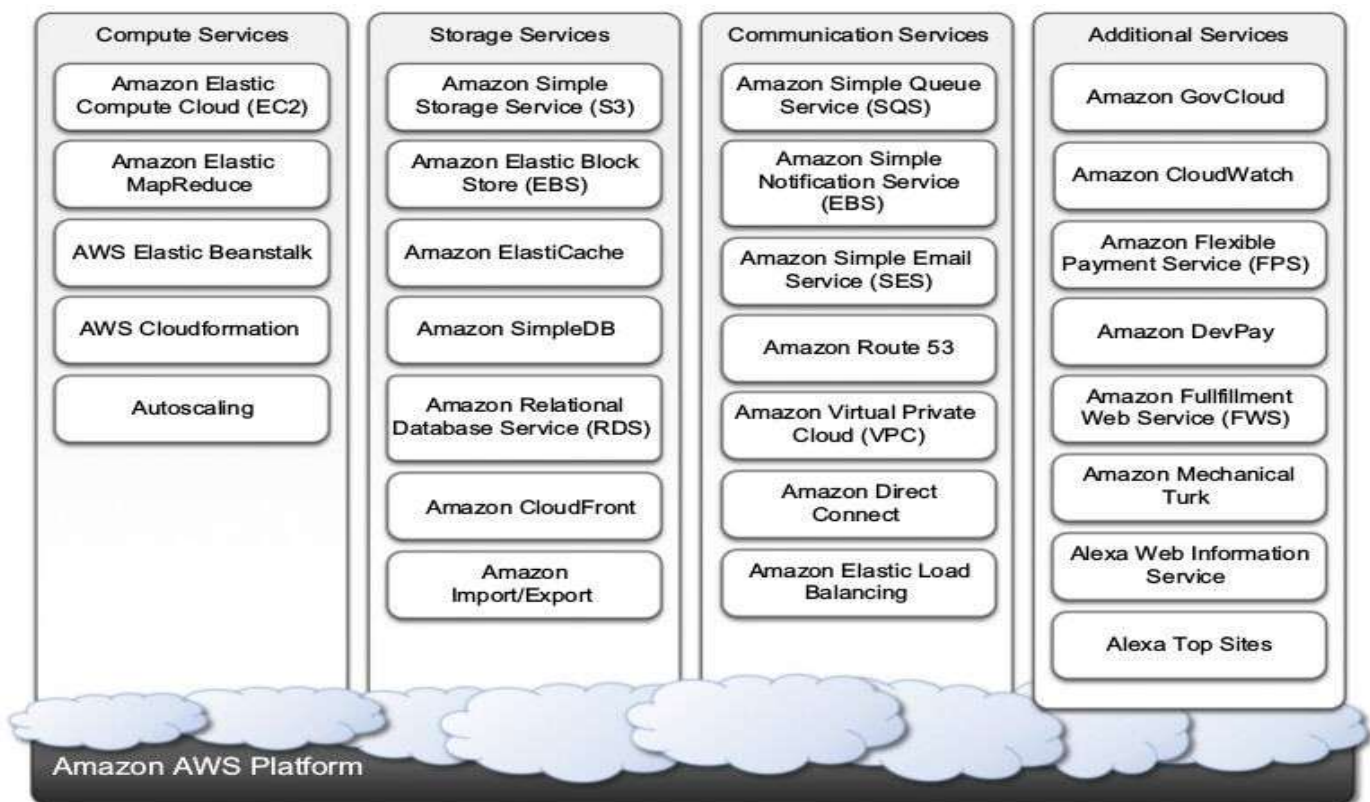 Compute Services
Amazon Elastic
Compute Cloud (EC2)
Amazon Elastic
MapReduce
AWS Elastic Beanstalk
AWS Cloudformation
Autoscaling
Storage Services
Amazon Simple
Storage Service (S3)
Amazon Elastic Block
Store (EBS)
Amazon ElastiCache
Amazon SimpleDB
Amazon Relational
Database Service (RDS)
Amazon CloudFront
Amazon
Import/Export
Communication Services
Amazon Simple Queue
Service (SQS)
Amazon Simple
Notification Service
(EBS)
Amazon Simple Email
Service (SES)
Amazon Route 53
Amazon Virtual Private
Cloud (VPC)
Amazon Direct
Connect
Amazon Elastic Load
Balancing
Additional Services
Amazon GovCloud
Amazon CloudWatch
Amazon Flexible
Payment Service (FPS)
Amazon DevPay
Amazon Fullfillment
Web Service (FWS)
Amazon Mechanical
Turk
Alexa Web Information
Service
Alexa Top Sites
Amazon AWS Platform